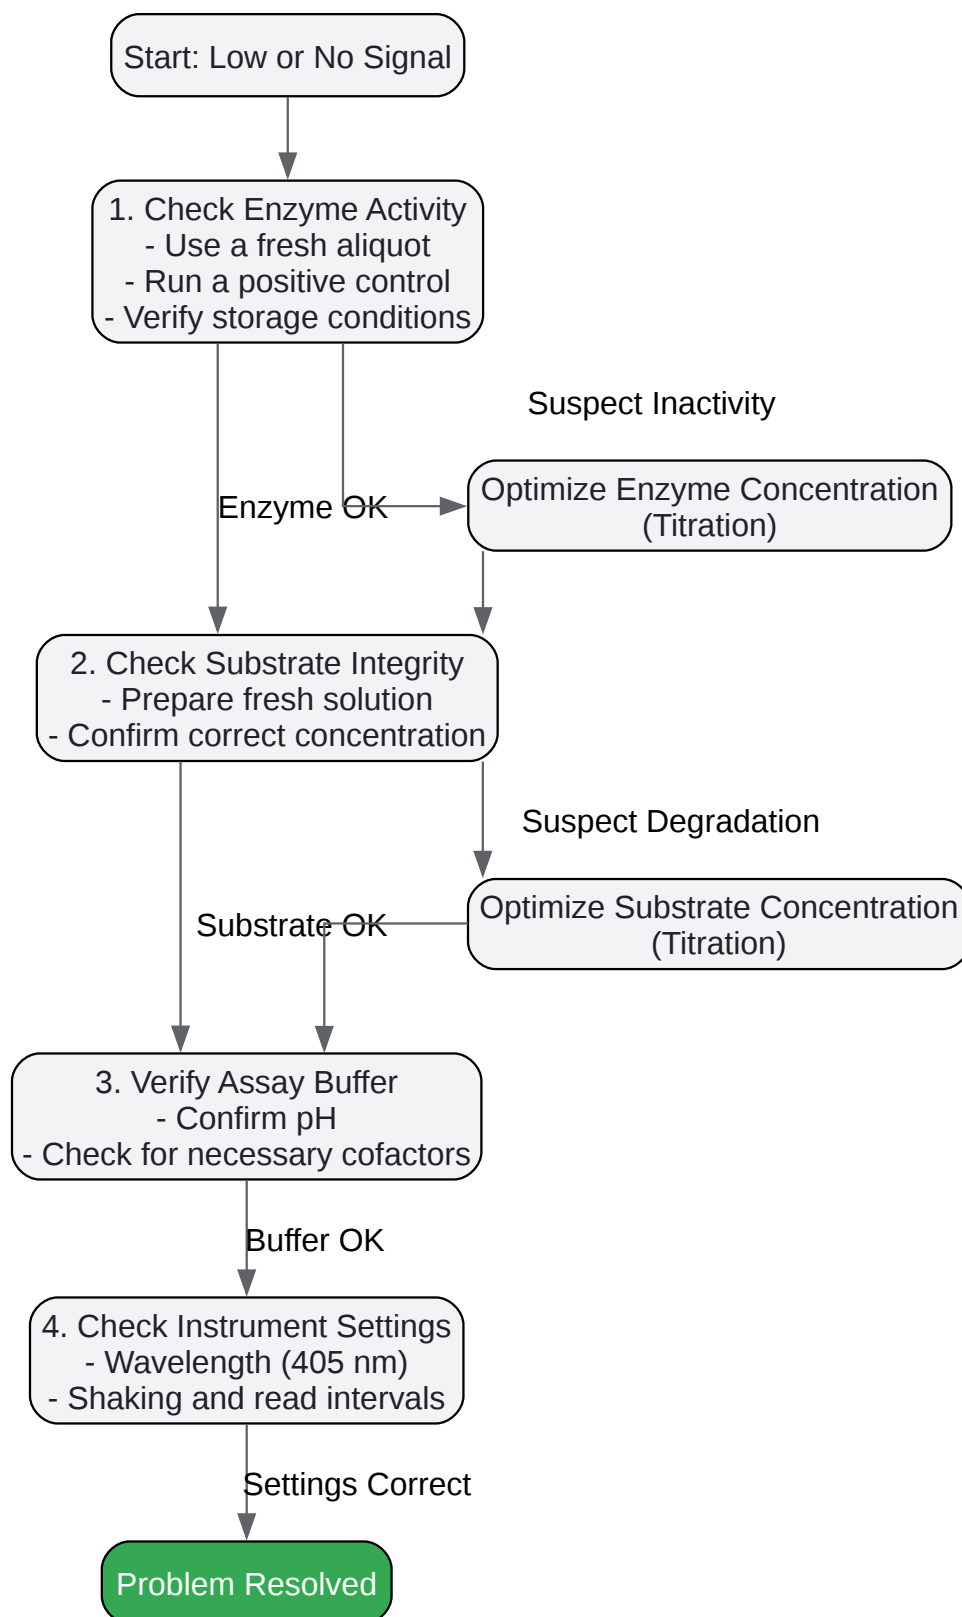 Start: Low or No Signal
1. Check Enzyme Activity
- Use a fresh aliquot
- Run a positive control
- Verify storage conditions
Suspect Inactivity
Enzyme OK
Optimize Enzyme Concentration
(Titration)
2. Check Substrate Integrity
- Prepare fresh solution
- Confirm correct concentration
Suspect Degradation
Substrate OK
Optimize Substrate Concentration
(Titration)
3. Verify Assay Buffer
- Confirm pH
- Check for necessary cofactors
Buffer OK
4. Check Instrument Settings
- Wavelength (405 nm)
- Shaking and read intervals
Settings Correct
Problem Resolved